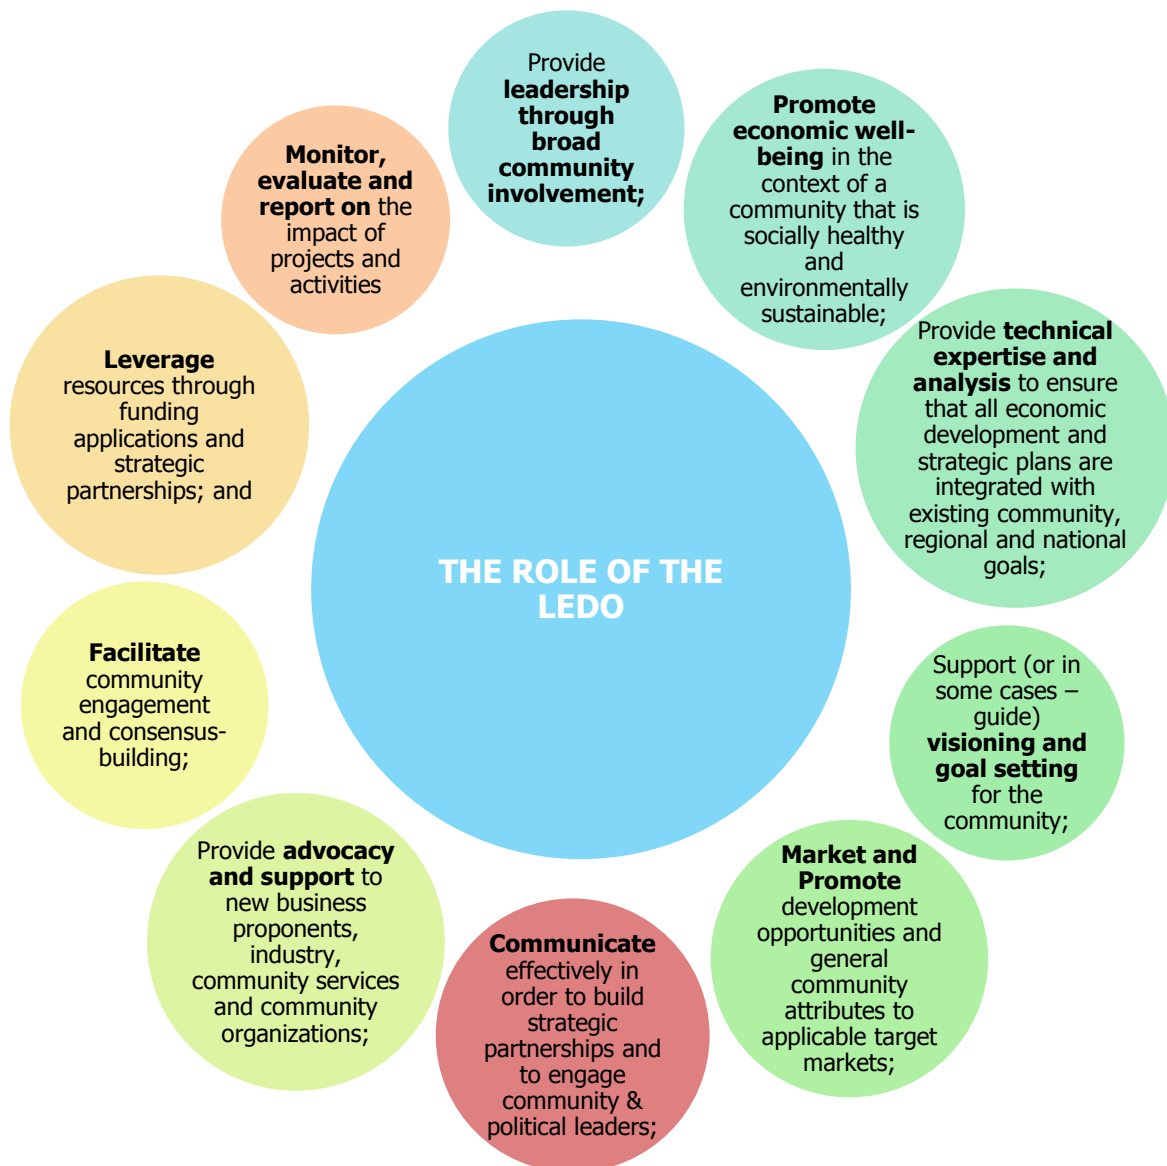 Provide
leadership
through
broad
community
involvement;
Promote
economic well-
being in the
context of a
community that is
socially healthy
and
environmentally
sustainable;
Provide technical
expertise and
analysis to ensure
that all economic
development and
strategic plans are
integrated with
existing community,
regional and national
goals;
Support (or in
some cases –
guide)
visioning and
goal setting
for the
community;
Market and
Promote
development
opportunities and
general
community
attributes to
applicable target
markets;
Communicate
effectively in
order to build
strategic
partnerships and
to engage
community &
political leaders;
Provide advocacy
and support to
new business
proponents,
industry,
community services
and community
organizations;
Facilitate
community
engagement
and consensus-
building;
Leverage
resources through
funding
applications and
strategic
partnerships; and
Monitor,
evaluate and
report on the
impact of
projects and
activities
THE ROLE OF THE
LEDO